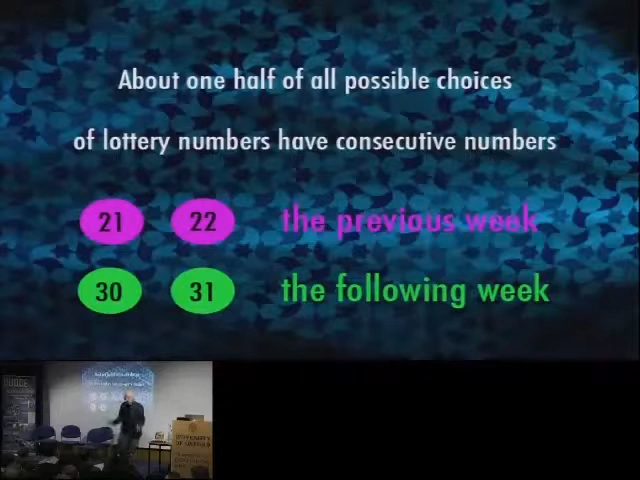 About one half of all possible choices
of lottery numbers have consecutive numbers
21 22 the previous week
30 31 the following week